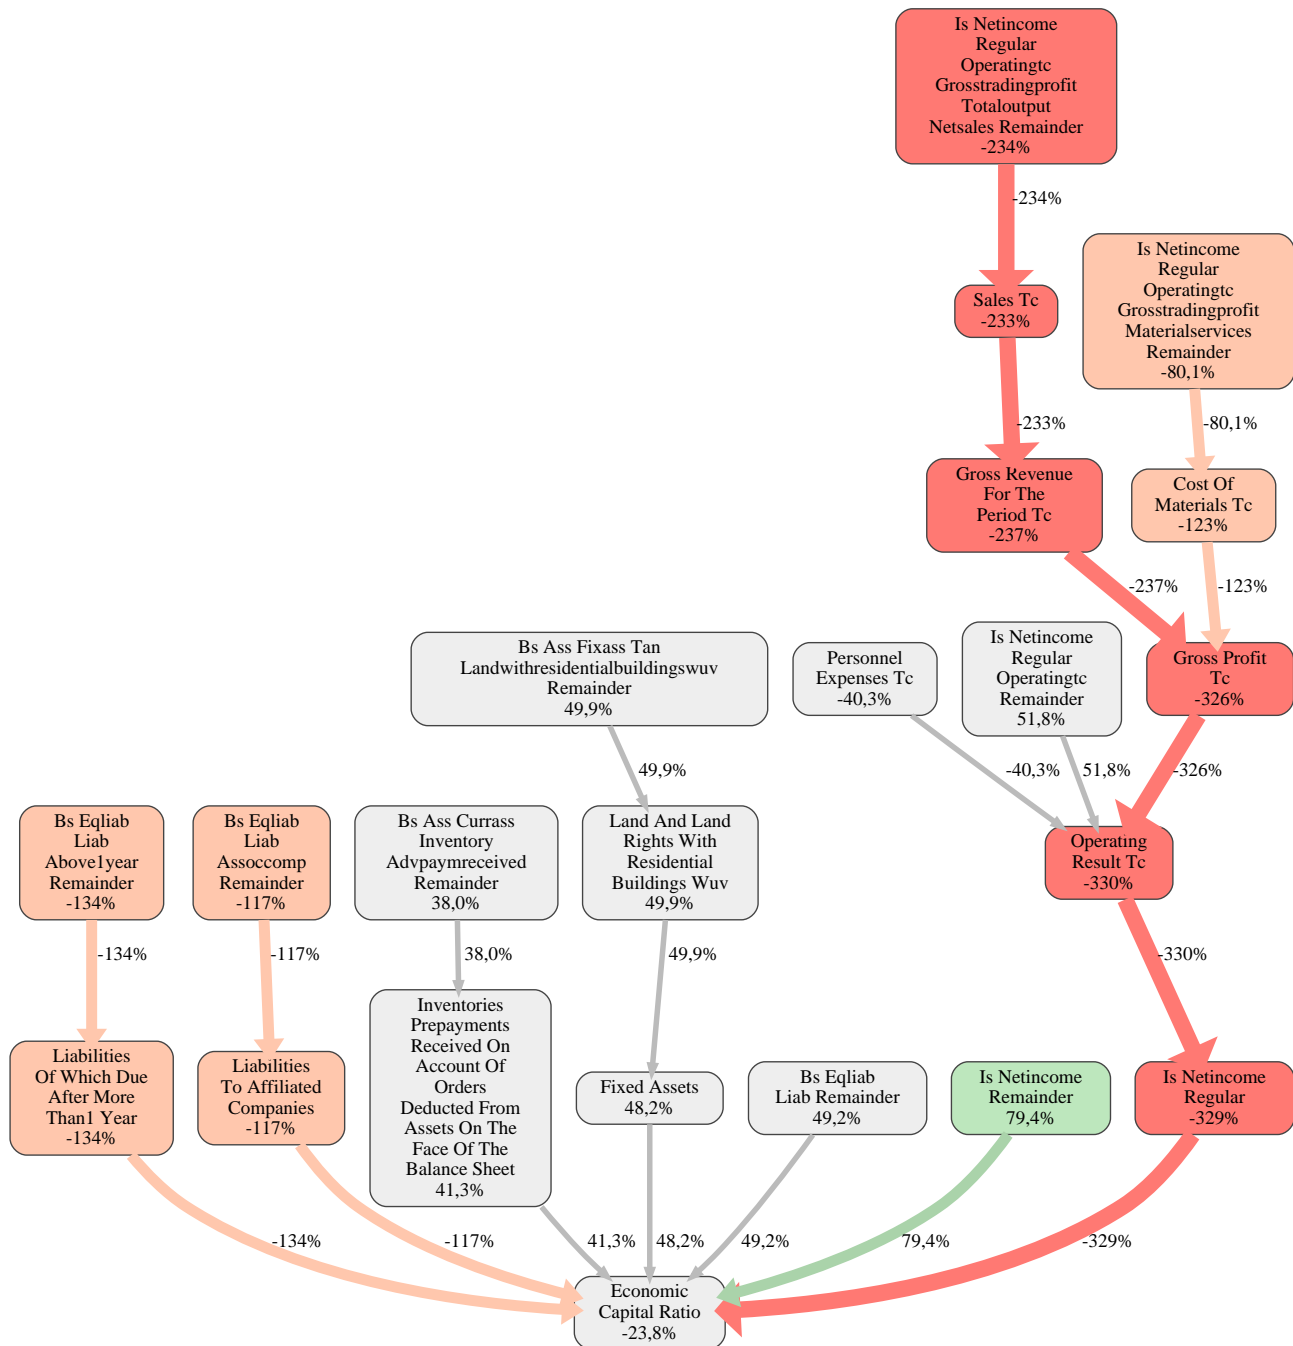 Is Netincome
Regular
Operatingtc
Grosstradingprofit
Totaloutput
Netsales Remainder
-234%
-234%
Is Netincome
Regular
Operatingtc
Grosstradingprofit
Materialservices
Remainder
-80,1%
Sales Tc
-233%
-233%
-80,1%
Gross Revenue
For The
Period Tc
-237%
Cost Of
Materials Tc
-123%
-237%
-123%
Bs Ass Fixass Tan
Landwithresidentialbuildingswuv
Remainder
49,9%
Personnel
Expenses Tc
-40,3%
Is Netincome
Regular
Operatingtc
Remainder
51,8%
Gross Profit
Tc
-326%
49,9%
-40,3%
51,8%
-326%
Bs Eqliab
Liab
Above1year
Remainder
-134%
Bs Eqliab
Liab
Assoccomp
Remainder
-117%
Bs Ass Currass
Inventory
Advpaymreceived
Remainder
38,0%
Land And Land
Rights With
Residential
Buildings Wuv
49,9%
Operating
Result Tc
-330%
-134%
-117%
38,0%
49,9%
-330%
Liabilities
Of Which Due
After More
Than1 Year
-134%
Liabilities
To Affiliated
Companies
-117%
Inventories
Prepayments
Received On
Account Of
Orders
Deducted From
Assets On The
Face Of The
Balance Sheet
41,3%
Fixed Assets
48,2%
Bs Eqliab
Liab Remainder
49,2%
Is Netincome
Remainder
79,4%
Is Netincome
Regular
-329%
-134%
-117%
41,3%
48,2%
49,2%
79,4%
-329%
Economic
Capital Ratio
-23,8%